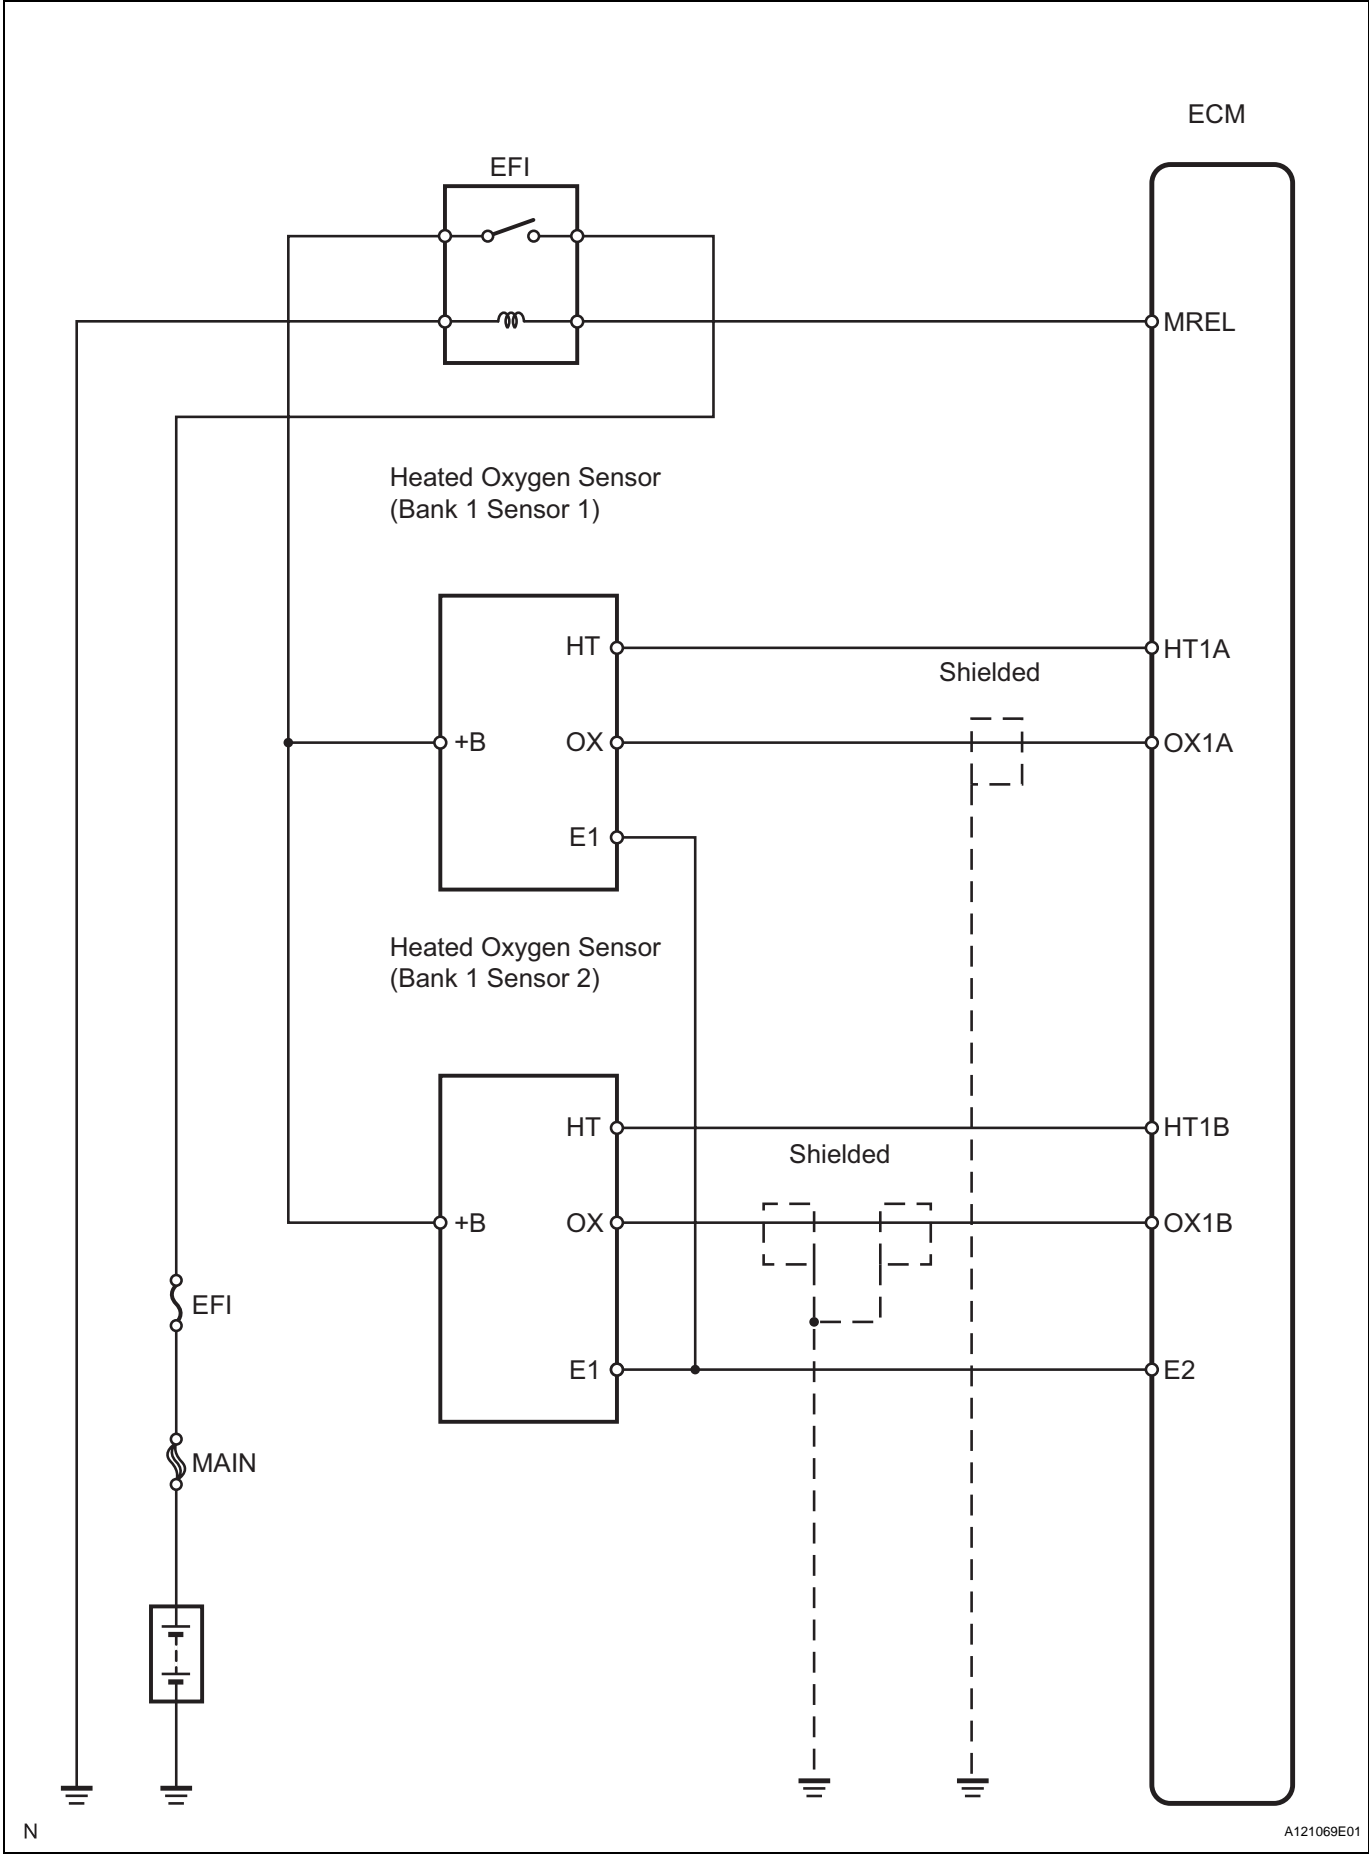 ECM
EFI
MREL
Heated Oxygen Sensor
(Bank 1 Sensor 1)
HT
HT1A
Shielded
+B
OX
OX1A
E1
Heated Oxygen Sensor
(Bank 1 Sensor 2)
HT
HT1B
Shielded
+B
OX
OX1B
EFI
E1
E2
MAIN
N
A121069E01